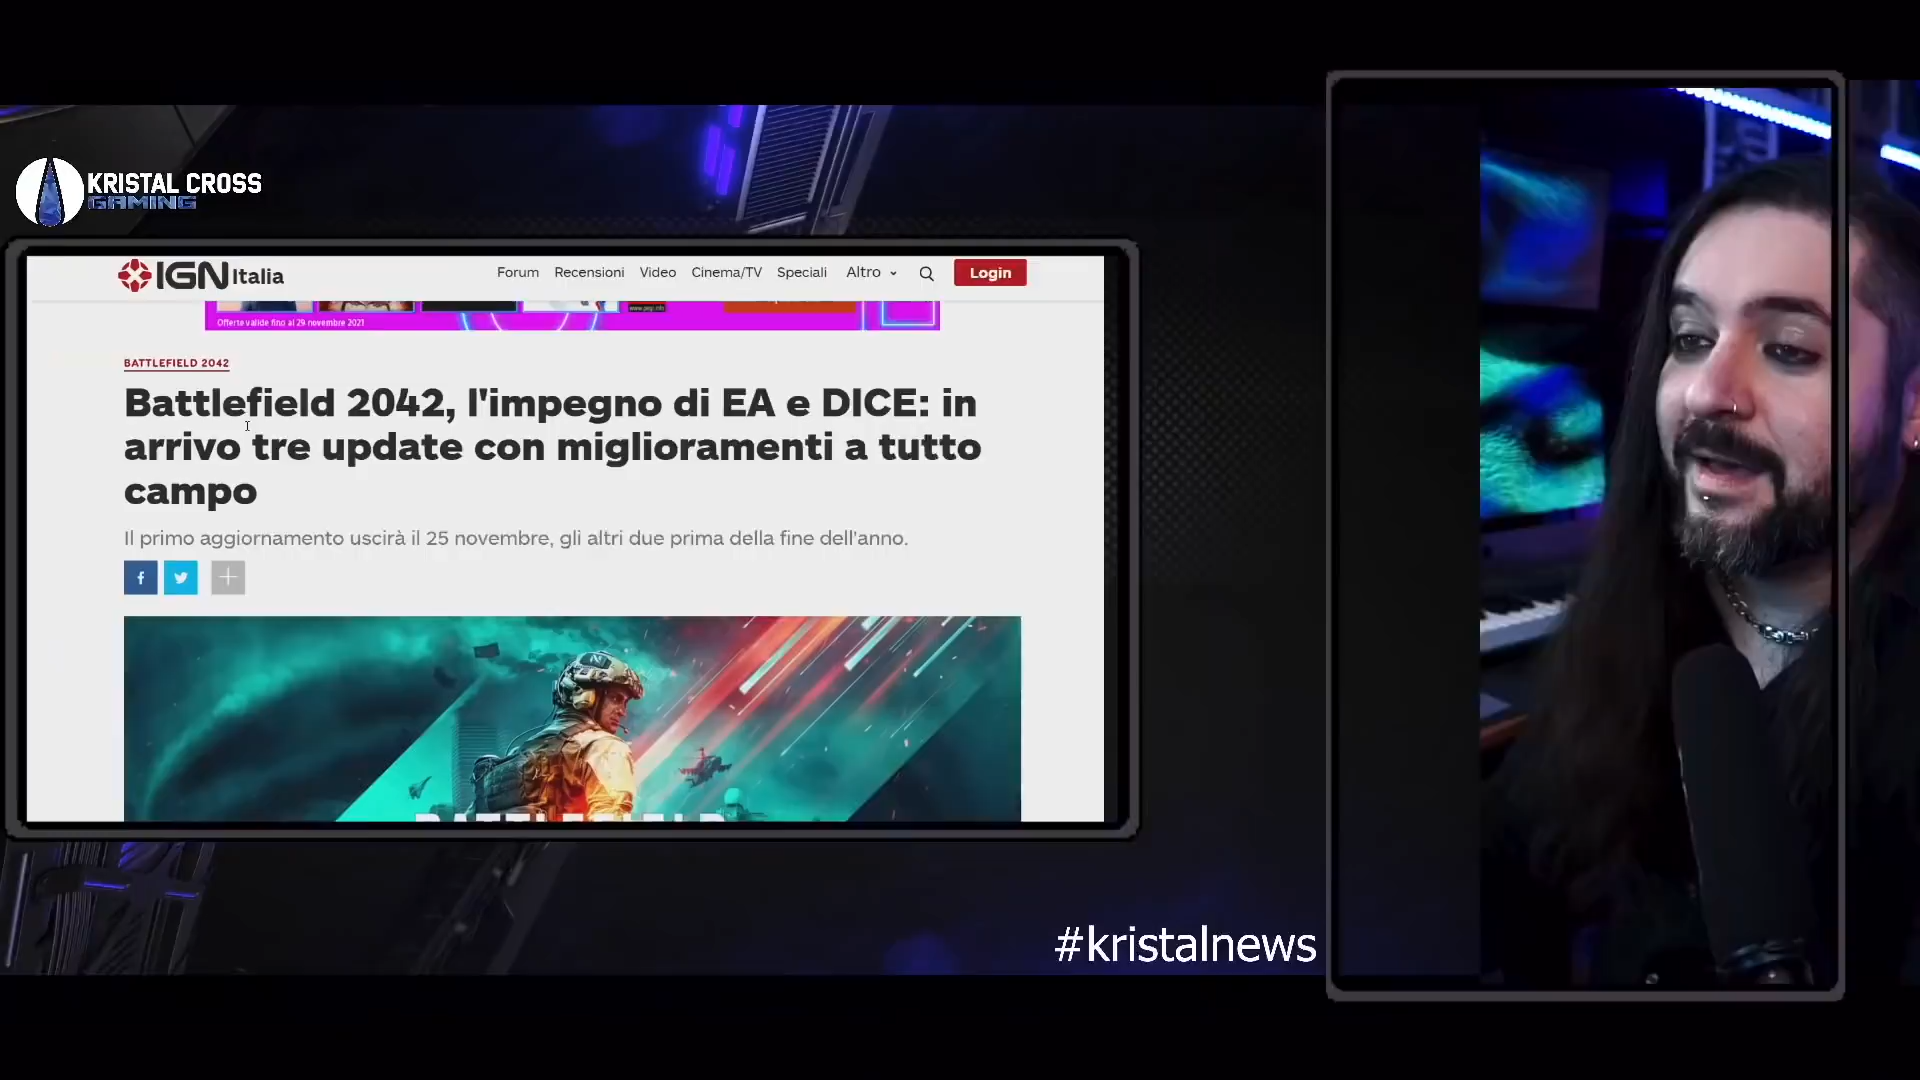 KRISTAL CROSS
GAMING
IGN Italia
Forum Recensioni Video Cinema/TV Speciali Altro Login
Offerte valide fino al 29 novembre 2021
BATTLEFIELD 2042
Battlefield 2042, l'impegno di EA e DICE: in
arrivo tre update con miglioramenti a tutto
campo
Il primo aggiornamento uscirà il 25 novembre, gli altri due prima della fine dell'anno.
BATTLEFIELD
#kristalnews